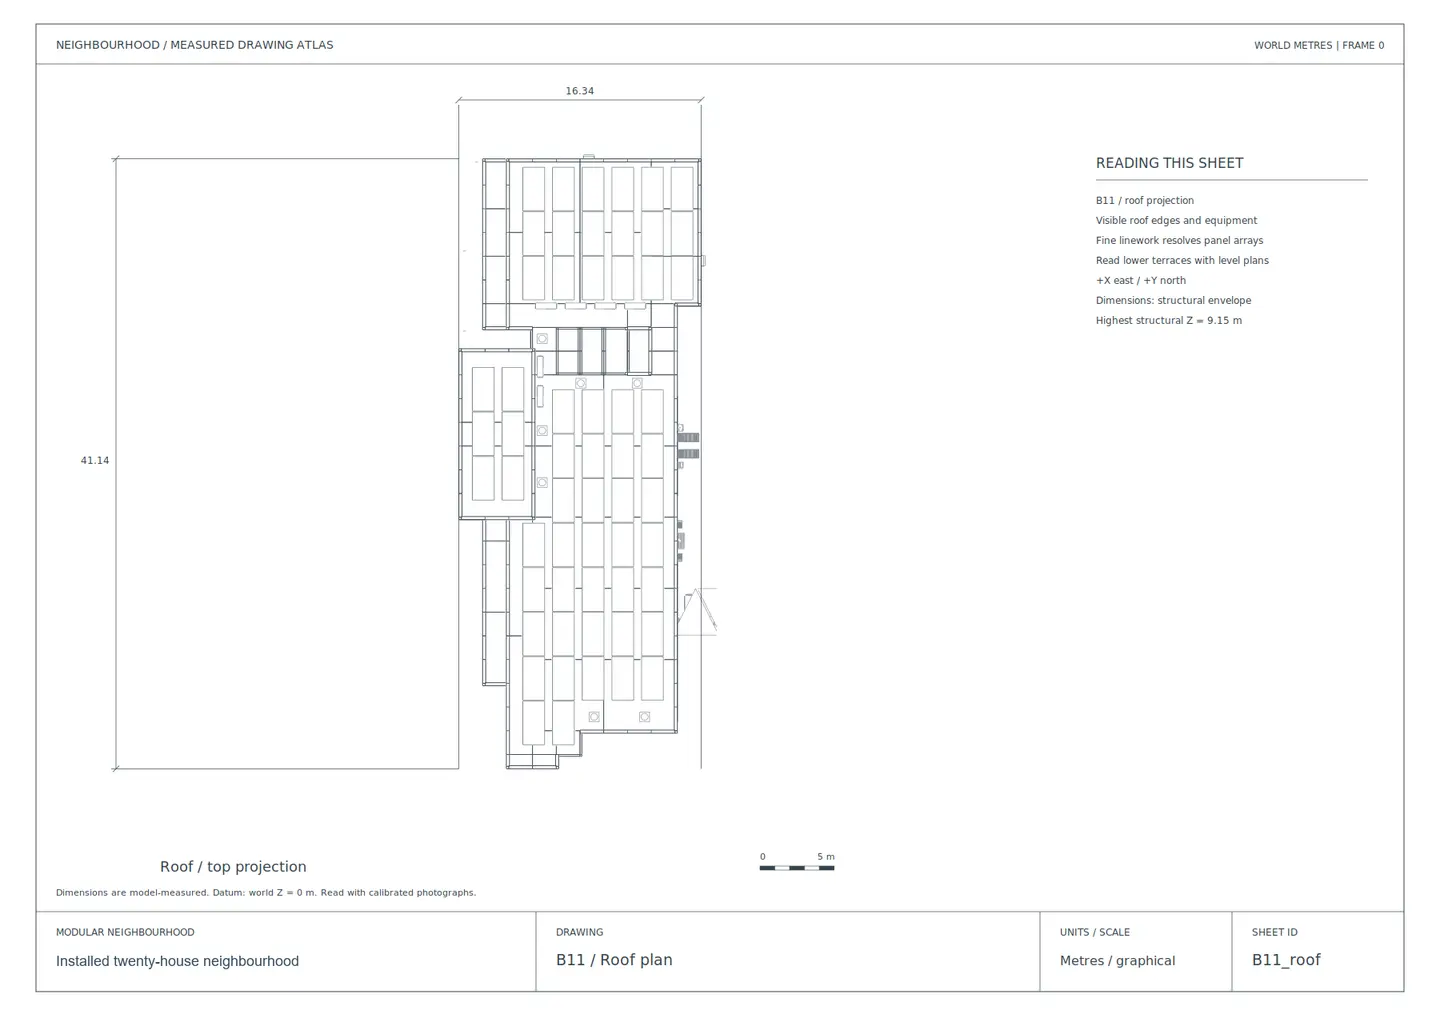 NEIGHBOURHOOD / MEASURED DRAWING ATLAS
WORLD METRES | FRAME 0
16.34
41.14
READING THIS SHEET
B11 / roof projection
Visible roof edges and equipment
Fine linework resolves panel arrays
Read lower terraces with level plans
+X east / +Y north
Dimensions: structural envelope
Highest structural Z = 9.15 m
0 5 m
Roof / top projection
Dimensions are model-measured. Datum: world Z = 0 m. Read with calibrated photographs.
MODULAR NEIGHBOURHOOD
Installed twenty-house neighbourhood
DRAWING
B11 / Roof plan
UNITS / SCALE
Metres / graphical
SHEET ID
B11_roof